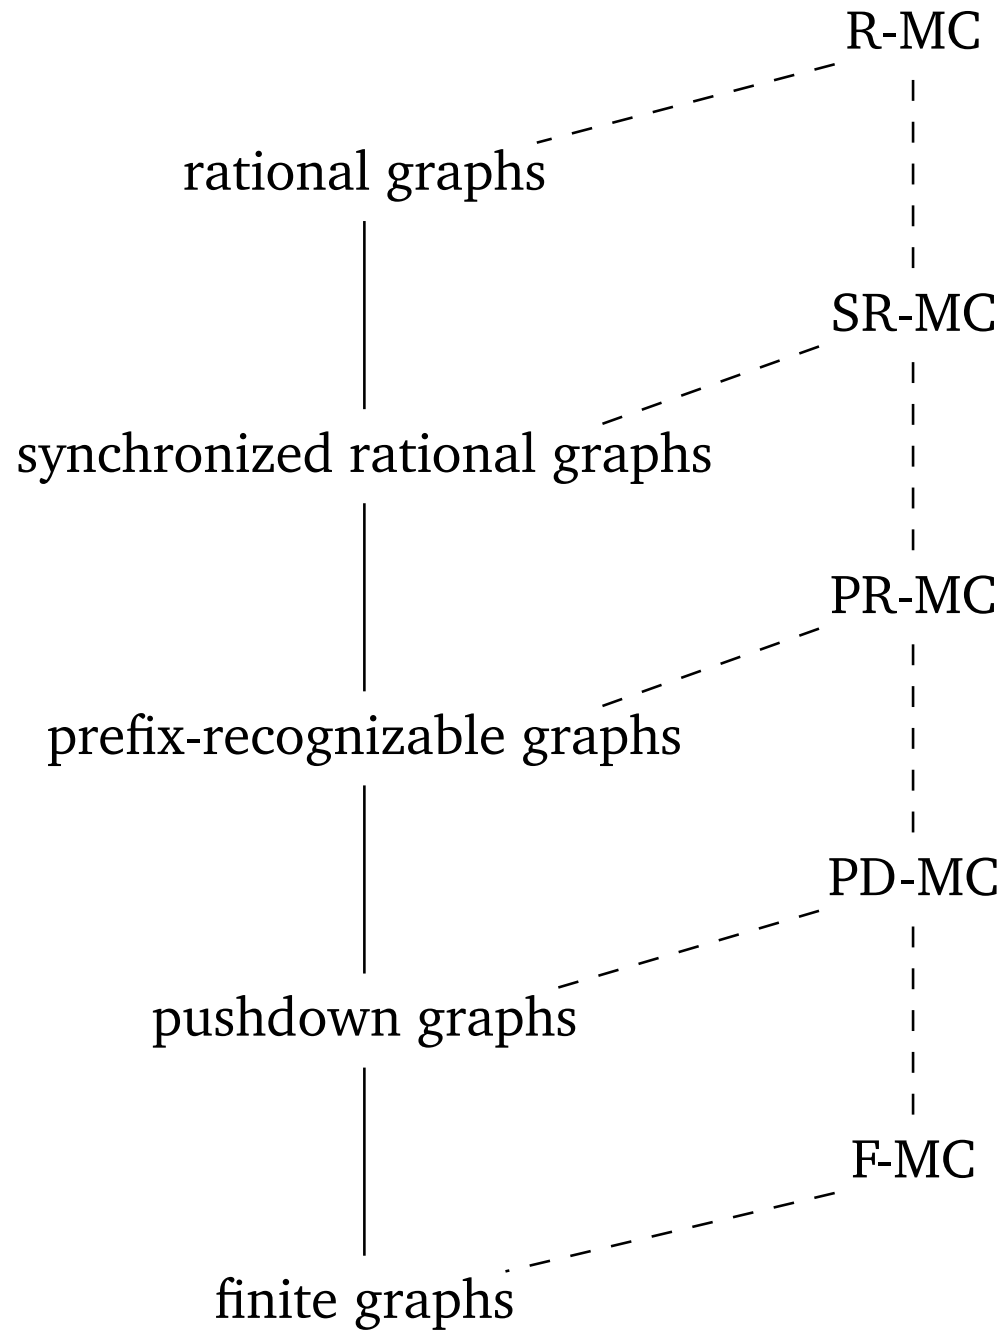 R-MC
rational graphs
SR-MC
synchronized rational graphs
PR-MC
prefix-recognizable graphs
PD-MC
pushdown graphs
F-MC
finite graphs